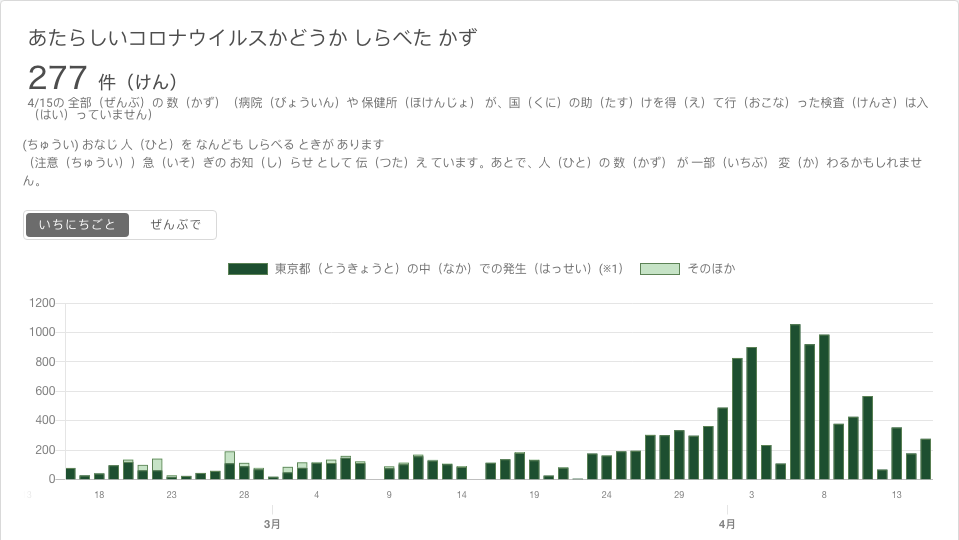 あたらしいコロナウイルスかどうか しらべた かず
277 件（けん）
4/15の 全部（ぜんぶ）の 数（かず）（病院（びょういん）や 保健所（ほけんじょ） が、国（くに）の助（たす）けを得（え）て行（おこな）った検査（けんさ）は入
（はい）っていません）
(ちゅうい) おなじ 人（ひと）を なんども しらべる ときが あります
（注意（ちゅうい））急（いそ）ぎの お知（し）らせ として 伝（つた）え ています。あとで、人（ひと）の 数（かず） が 一部（いちぶ） 変（か）わるかもしれませ
ん。
いちにちごと ぜんぶで
東京都（とうきょうと）の中（なか）での発生（はっせい）(※1) そのほか
1200
1000
800
600
400
200
0
18 23 28 4 9 14 19 24 29 3 8 13
3月 4月